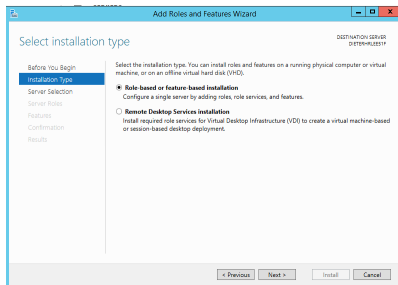 Add Roles and Features Wizard
Select installation type
DESTINATION SERVER
Before You Begin
Installation Type
Server Selection
Server Roles
Features
Confirmation
Results
Select the installation type. You can install roles and features on a running physical computer or virtual
machine, or on an offline virtual hard disk (VHD).
Role-based or feature-based installation
Configure a single server by adding roles, role services, and features.
Remote Desktop Services installation
Install required role services for Virtual Desktop Infrastructure (VDI) to create a virtual machine-based
or session-based desktop deployment.
< Previous
Next >
Install
Cancel